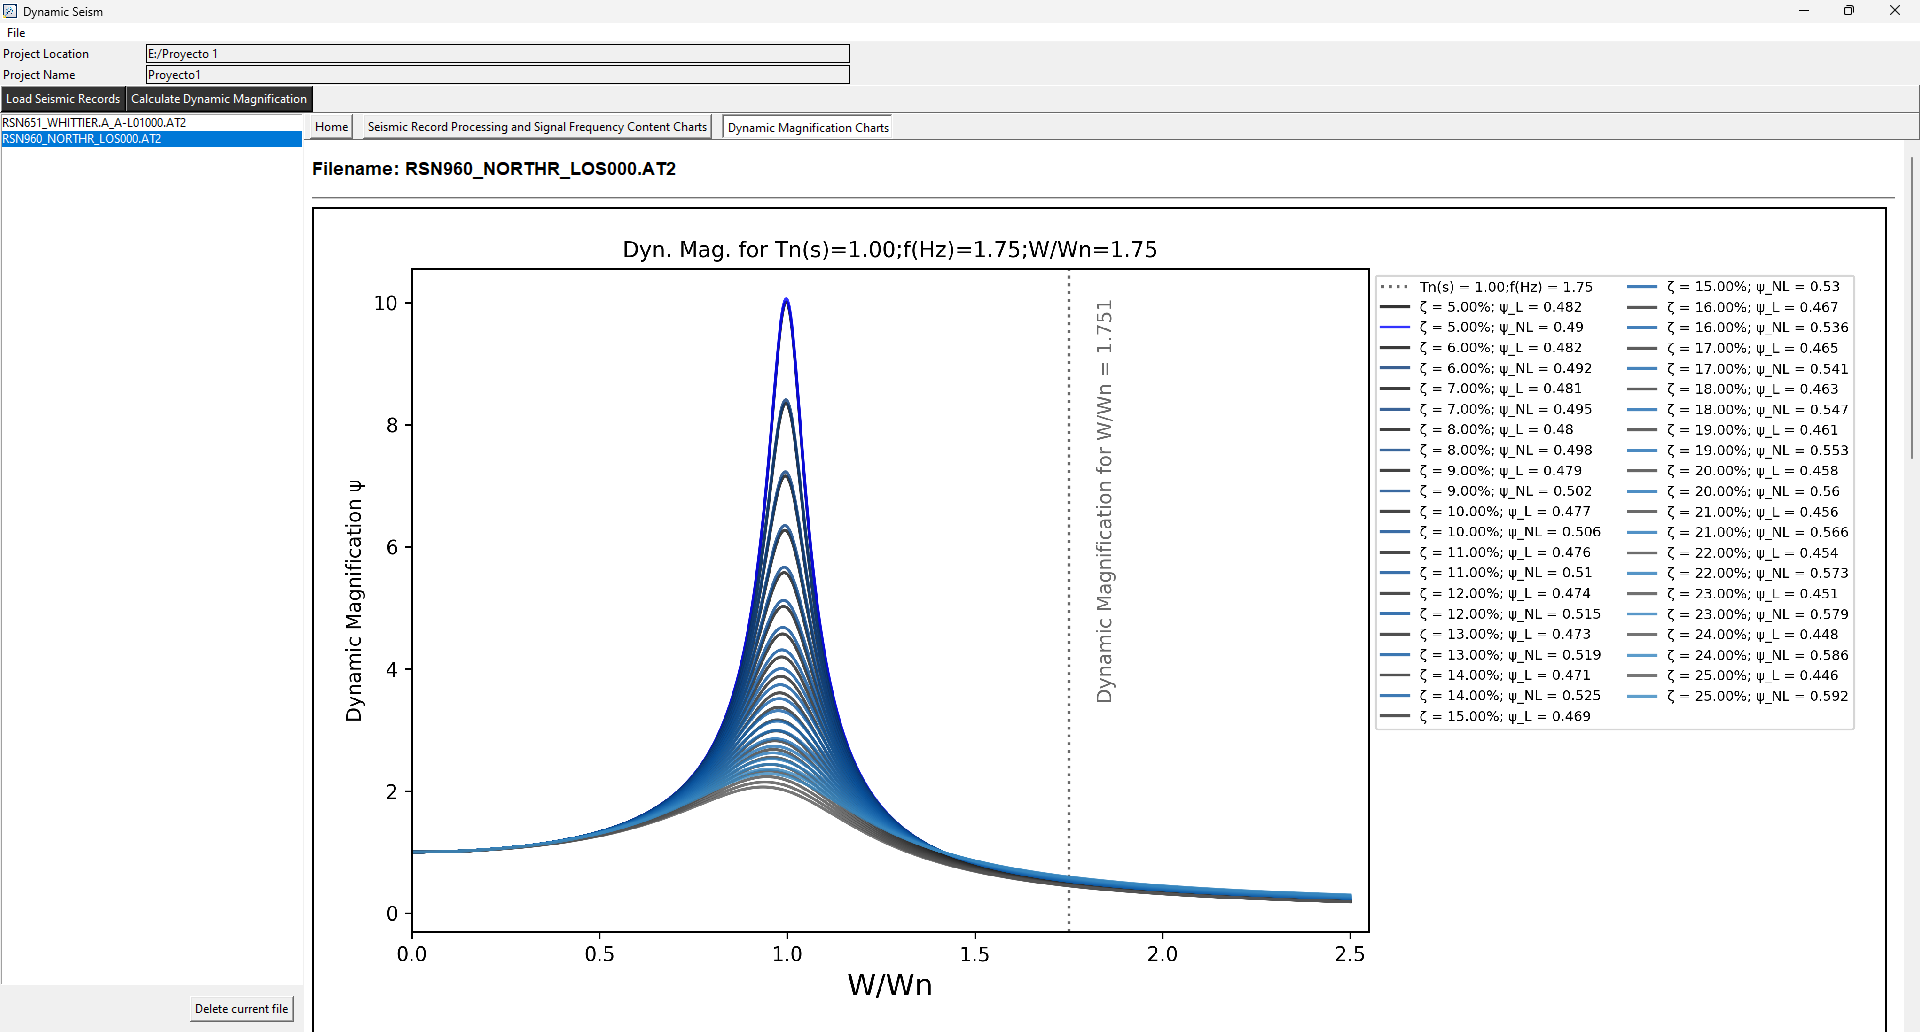 Dynamic Seism
File
Project Location
E:/Proyecto 1
Project Name
Proyecto1
Load Seismic Records
Calculate Dynamic Magnification
RSN651_WHITTIER.A_A-L01000.AT2
RSN960_NORTHR_LOS000.AT2
Home
Seismic Record Processing and Signal Frequency Content Charts
Dynamic Magnification Charts
Filename: RSN960_NORTHR_LOS000.AT2
Dyn. Mag. for Tn(s)=1.00;f(Hz)=1.75;W/Wn=1.75
Dynamic Magnification ψ
10
8
6
4
2
0
Dynamic Magnification for W/Wn = 1.751
0.0
0.5
1.0
1.5
2.0
2.5
W/Wn
Tn(s) = 1.00;f(Hz) = 1.75
ζ = 5.00%; ψ_L = 0.482
ζ = 5.00%; ψ_NL = 0.49
ζ = 6.00%; ψ_L = 0.482
ζ = 6.00%; ψ_NL = 0.492
ζ = 7.00%; ψ_L = 0.481
ζ = 7.00%; ψ_NL = 0.495
ζ = 8.00%; ψ_L = 0.48
ζ = 8.00%; ψ_NL = 0.498
ζ = 9.00%; ψ_L = 0.479
ζ = 9.00%; ψ_NL = 0.502
ζ = 10.00%; ψ_L = 0.477
ζ = 10.00%; ψ_NL = 0.506
ζ = 11.00%; ψ_L = 0.476
ζ = 11.00%; ψ_NL = 0.51
ζ = 12.00%; ψ_L = 0.474
ζ = 12.00%; ψ_NL = 0.515
ζ = 13.00%; ψ_L = 0.473
ζ = 13.00%; ψ_NL = 0.519
ζ = 14.00%; ψ_L = 0.471
ζ = 14.00%; ψ_NL = 0.525
ζ = 15.00%; ψ_L = 0.469
ζ = 15.00%; ψ_NL = 0.53
ζ = 16.00%; ψ_L = 0.467
ζ = 16.00%; ψ_NL = 0.536
ζ = 17.00%; ψ_L = 0.465
ζ = 17.00%; ψ_NL = 0.541
ζ = 18.00%; ψ_L = 0.463
ζ = 18.00%; ψ_NL = 0.547
ζ = 19.00%; ψ_L = 0.461
ζ = 19.00%; ψ_NL = 0.553
ζ = 20.00%; ψ_L = 0.458
ζ = 20.00%; ψ_NL = 0.56
ζ = 21.00%; ψ_L = 0.456
ζ = 21.00%; ψ_NL = 0.566
ζ = 22.00%; ψ_L = 0.454
ζ = 22.00%; ψ_NL = 0.573
ζ = 23.00%; ψ_L = 0.451
ζ = 23.00%; ψ_NL = 0.579
ζ = 24.00%; ψ_L = 0.448
ζ = 24.00%; ψ_NL = 0.586
ζ = 25.00%; ψ_L = 0.446
ζ = 25.00%; ψ_NL = 0.592
Delete current file